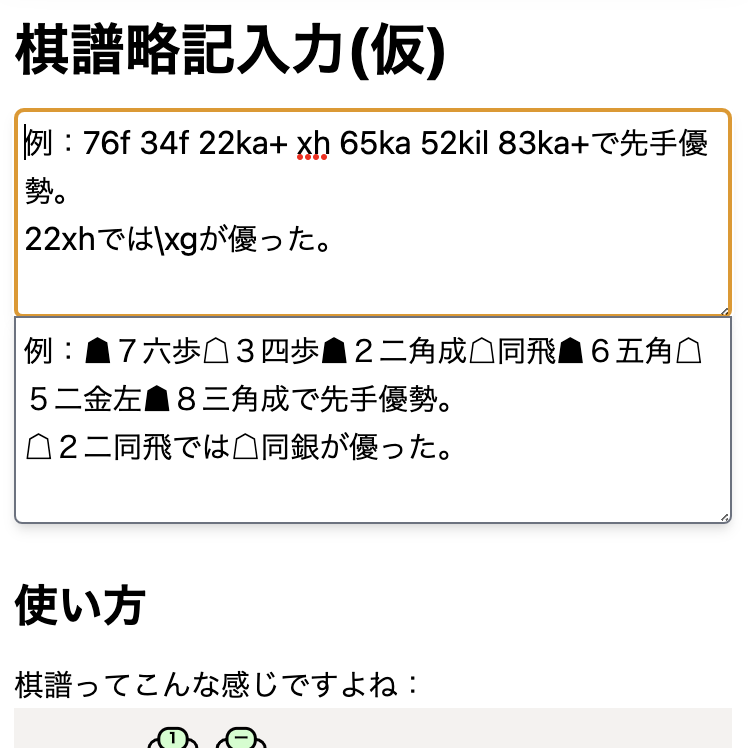 棋譜略記入力(仮)
例：76f 34f 22ka+ xh 65ka 52kil 83ka+で先手優
勢。
22xhでは\xgが優った。
例：☗７六歩☖３四歩☗２二角成☖同飛☗６五角☖
５二金左☗８三角成で先手優勢。
☖２二同飛では☖同銀が優った。
使い方
棋譜ってこんな感じですよね：
1 一